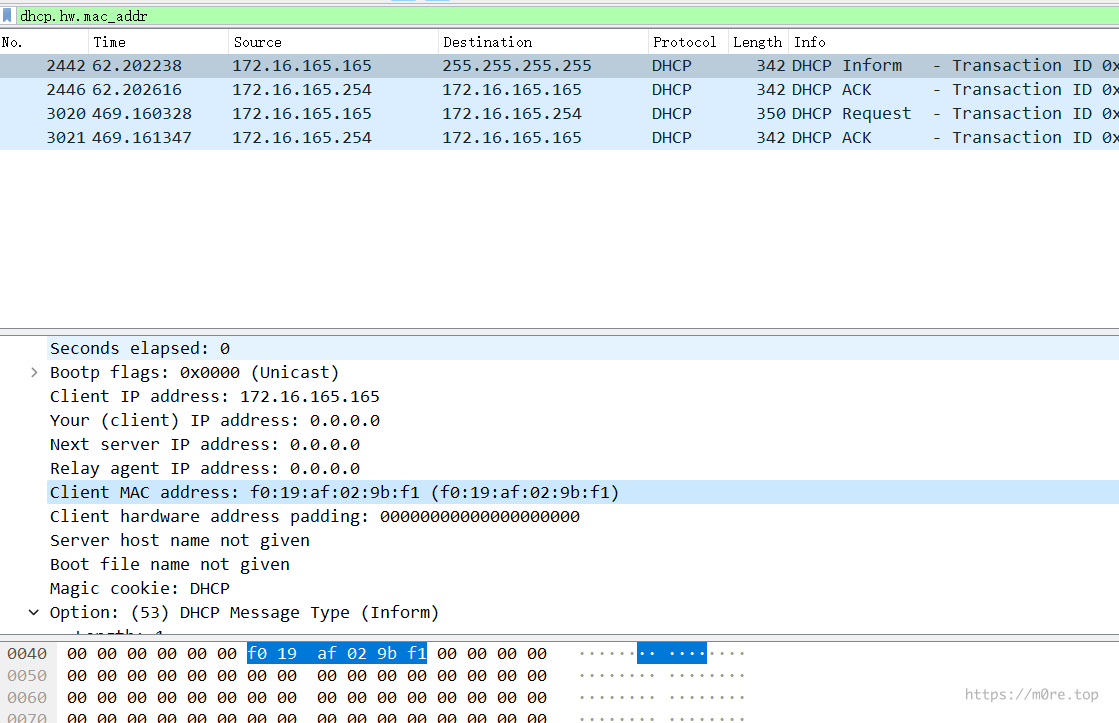 dhcp.hw.mac_addr
No. Time Source Destination Protocol Length Info
2442 62.202238 172.16.165.165 255.255.255.255 DHCP 342 DHCP Inform - Transaction ID 0x
2446 62.202616 172.16.165.254 172.16.165.165 DHCP 342 DHCP ACK - Transaction ID 0x
3020 469.160328 172.16.165.165 172.16.165.254 DHCP 350 DHCP Request - Transaction ID 0x
3021 469.161347 172.16.165.254 172.16.165.165 DHCP 342 DHCP ACK - Transaction ID 0x
Seconds elapsed: 0
Bootp flags: 0x0000 (Unicast)
Client IP address: 172.16.165.165
Your (client) IP address: 0.0.0.0
Next server IP address: 0.0.0.0
Relay agent IP address: 0.0.0.0
Client MAC address: f0:19:af:02:9b:f1 (f0:19:af:02:9b:f1)
Client hardware address padding: 00000000000000000000
Server host name not given
Boot file name not given
Magic cookie: DHCP
Option: (53) DHCP Message Type (Inform)
Length: 1
0040 00 00 00 00 00 00 f0 19 af 02 9b f1 00 00 00 00 ········ ········
0050 00 00 00 00 00 00 00 00 00 00 00 00 00 00 00 00 ········ ········
0060 00 00 00 00 00 00 00 00 00 00 00 00 00 00 00 00 ········ ········
0070 00 00 00 00 00 00 00 00 00 00 00 00 00 00 00 00 ········ ········
https://m0re.top